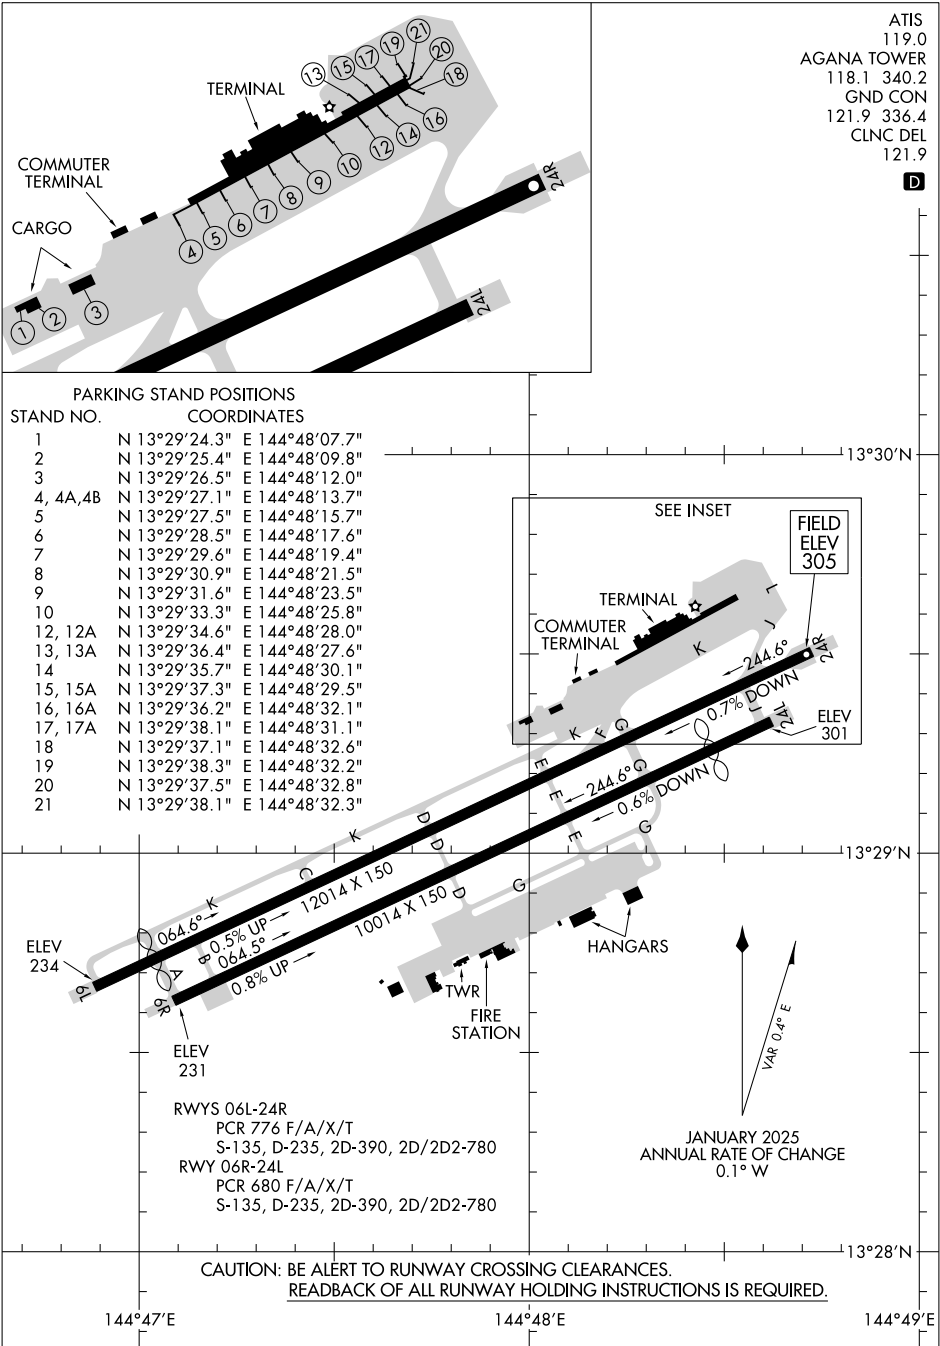 ATIS
119.0
AGANA TOWER
118.1 340.2
GND CON
121.9 336.4
CLNC DEL
121.9
D
TERMINAL
COMMUTER
TERMINAL
CARGO
13
15
17
19
21
20
18
16
14
12
10
9
8
7
6
5
4
3
2
1
24R
24L
PARKING STAND POSITIONS
STAND NO. COORDINATES
1 N 13°29'24.3" E 144°48'07.7"
2 N 13°29'25.4" E 144°48'09.8"
3 N 13°29'26.5" E 144°48'12.0"
4, 4A,4B N 13°29'27.1" E 144°48'13.7"
5 N 13°29'27.5" E 144°48'15.7"
6 N 13°29'28.5" E 144°48'17.6"
7 N 13°29'29.6" E 144°48'19.4"
8 N 13°29'30.9" E 144°48'21.5"
9 N 13°29'31.6" E 144°48'23.5"
10 N 13°29'33.3" E 144°48'25.8"
12, 12A N 13°29'34.6" E 144°48'28.0"
13, 13A N 13°29'36.4" E 144°48'27.6"
14 N 13°29'35.7" E 144°48'30.1"
15, 15A N 13°29'37.3" E 144°48'29.5"
16, 16A N 13°29'36.2" E 144°48'32.1"
17, 17A N 13°29'38.1" E 144°48'31.1"
18 N 13°29'37.1" E 144°48'32.6"
19 N 13°29'38.3" E 144°48'32.2"
20 N 13°29'37.5" E 144°48'32.8"
21 N 13°29'38.1" E 144°48'32.3"
13°30'N
SEE INSET
FIELD
ELEV
305
TERMINAL
COMMUTER
TERMINAL
L
J
K
24R
244.6°
0.7% DOWN
J
24L
ELEV
301
K
F
G
E
G
244.6°
0.6% DOWN
E
E
G
D
D
D
G
K
C
K
12014 X 150
10014 X 150
064.6°
0.5% UP
064.5°
0.8% UP
B
A
6L
6R
ELEV
234
ELEV
231
13°29'N
HANGARS
TWR
FIRE
STATION
VAR 0.4° E
JANUARY 2025
ANNUAL RATE OF CHANGE
0.1° W
RWYS 06L-24R
PCR 776 F/A/X/T
S-135, D-235, 2D-390, 2D/2D2-780
RWY 06R-24L
PCR 680 F/A/X/T
S-135, D-235, 2D-390, 2D/2D2-780
13°28'N
CAUTION: BE ALERT TO RUNWAY CROSSING CLEARANCES.
READBACK OF ALL RUNWAY HOLDING INSTRUCTIONS IS REQUIRED.
144°47'E
144°48'E
144°49'E